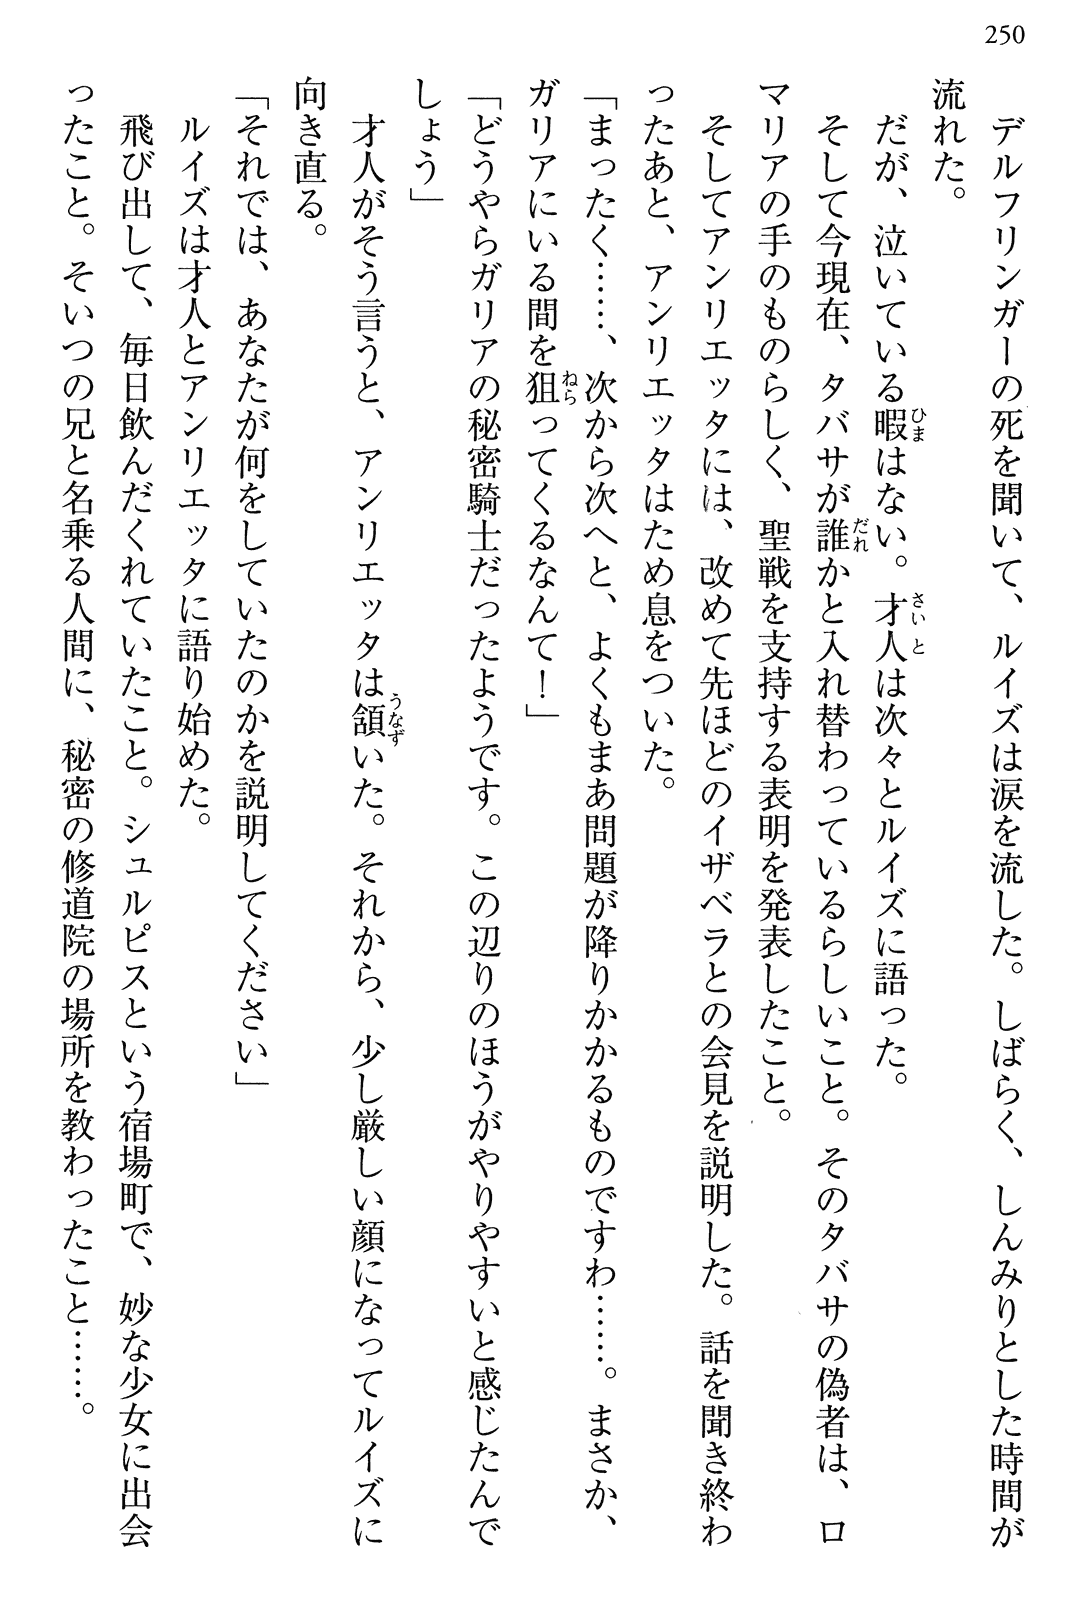 250
　デルフリンガーの死を聞いて、ルイズは涙を流した。しばらく、しんみりとした時間が
流れた。
　だが、泣いている暇はない。才人は次々とルイズに語った。
　そして今現在、タバサが誰かと入れ替わっているらしいこと。そのタバサの偽者は、ロ
マリアの手のものらしく、聖戦を支持する表明を発表したこと。
　そしてアンリエッタには、改めて先ほどのイザベラとの会見を説明した。話を聞き終わ
ったあと、アンリエッタはため息をついた。
「まったく……、次から次へと、よくもまあ問題が降りかかるものですわ……。まさか、
ガリアにいる間を狙ってくるなんて！」
「どうやらガリアの秘密騎士だったようです。この辺りのほうがやりやすいと感じたんで
しょう」
　才人がそう言うと、アンリエッタは頷いた。それから、少し厳しい顔になってルイズに
向き直る。
「それでは、あなたが何をしていたのかを説明してください」
　ルイズは才人とアンリエッタに語り始めた。
　飛び出して、毎日飲んだくれていたこと。シュルピスという宿場町で、妙な少女に出会
ったこと。そいつの兄と名乗る人間に、秘密の修道院の場所を教わったこと……。